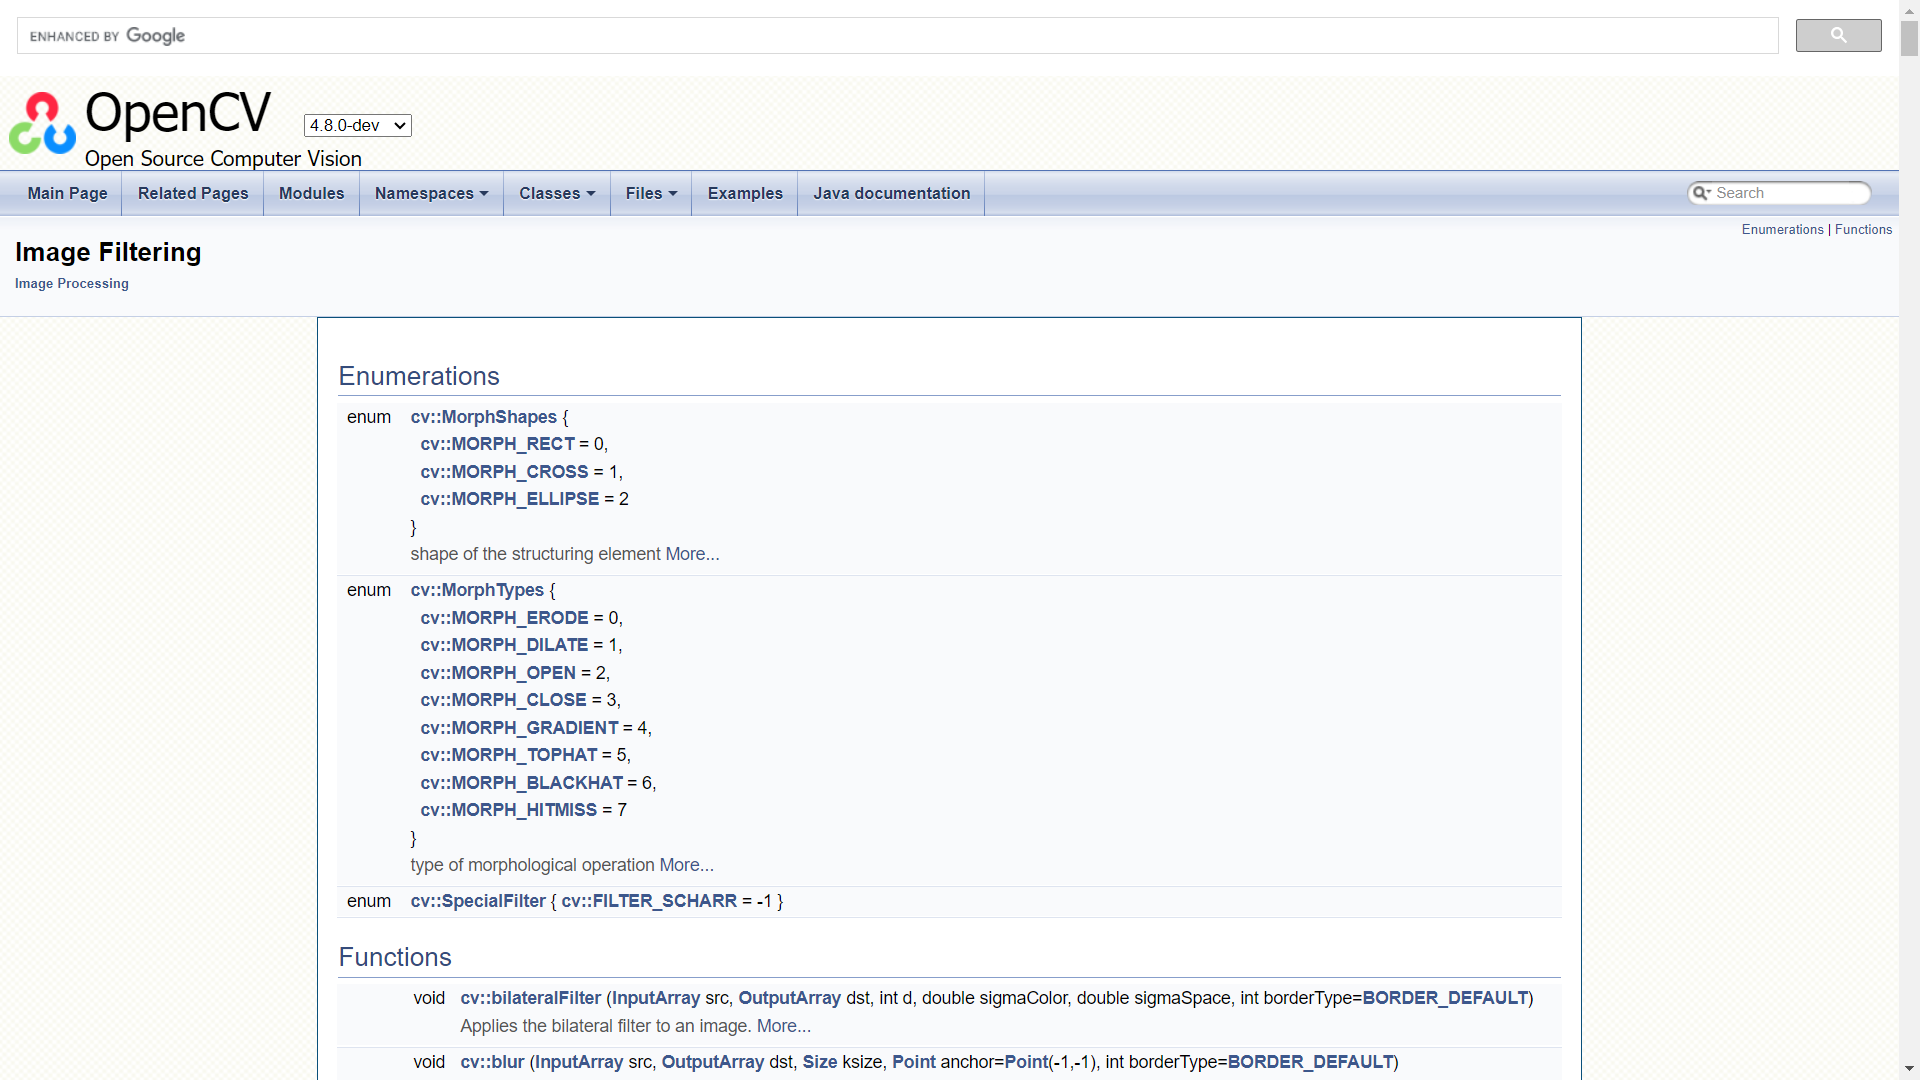 ENHANCED BY Google
OpenCV
4.8.0-dev
Open Source Computer Vision
Main Page Related Pages Modules Namespaces Classes Files Examples Java documentation Search
Enumerations | Functions
Image Filtering
Image Processing
Enumerations
enum cv::MorphShapes {
cv::MORPH_RECT = 0,
cv::MORPH_CROSS = 1,
cv::MORPH_ELLIPSE = 2
}
shape of the structuring element More...
enum cv::MorphTypes {
cv::MORPH_ERODE = 0,
cv::MORPH_DILATE = 1,
cv::MORPH_OPEN = 2,
cv::MORPH_CLOSE = 3,
cv::MORPH_GRADIENT = 4,
cv::MORPH_TOPHAT = 5,
cv::MORPH_BLACKHAT = 6,
cv::MORPH_HITMISS = 7
}
type of morphological operation More...
enum cv::SpecialFilter { cv::FILTER_SCHARR = -1 }
Functions
void cv::bilateralFilter (InputArray src, OutputArray dst, int d, double sigmaColor, double sigmaSpace, int borderType=BORDER_DEFAULT)
Applies the bilateral filter to an image. More...
void cv::blur (InputArray src, OutputArray dst, Size ksize, Point anchor=Point(-1,-1), int borderType=BORDER_DEFAULT)